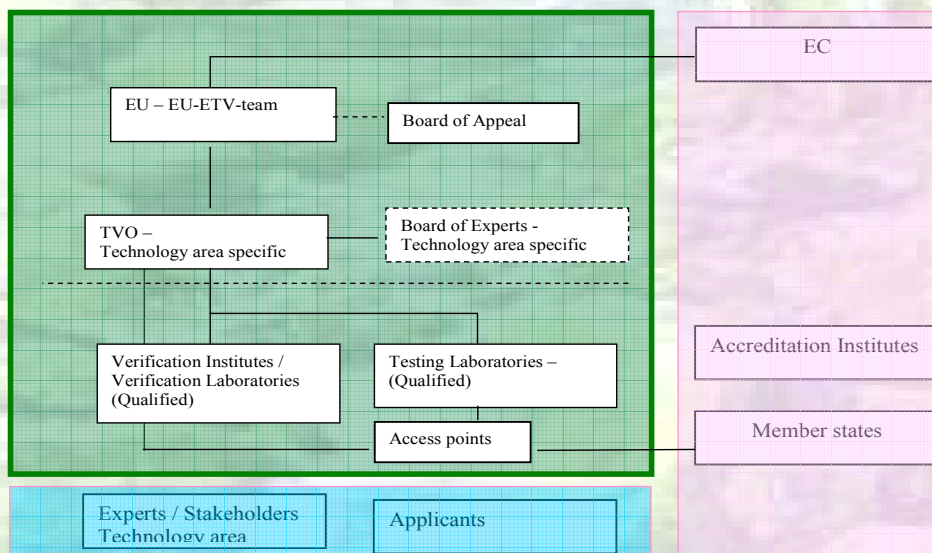 EC
EU – EU-ETV-team
Board of Appeal
TVO –
Technology area specific
Board of Experts -
Technology area specific
Verification Institutes /
Verification Laboratories
(Qualified)
Testing Laboratories –
(Qualified)
Accreditation Institutes
Access points
Member states
Experts / Stakeholders
Technology area
Applicants